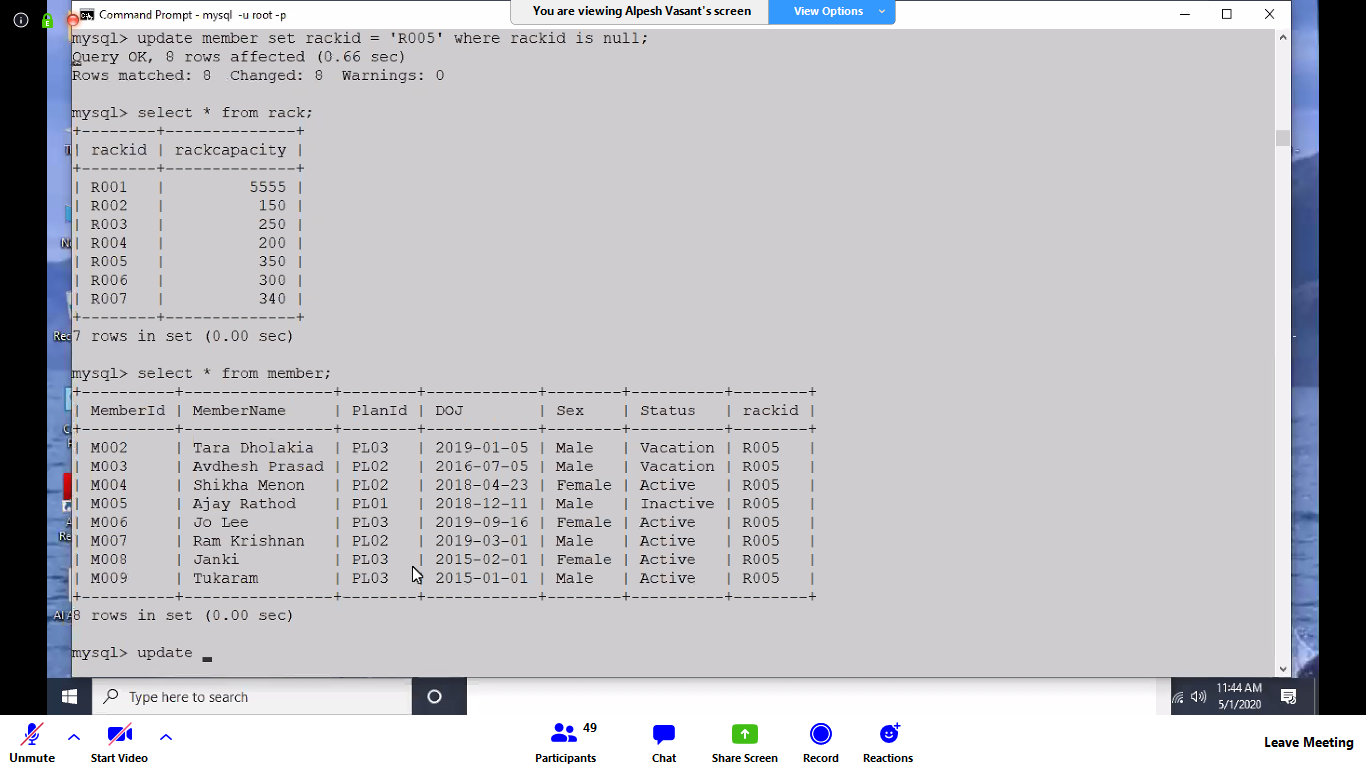 Command Prompt - mysql -u root -p
You are viewing Alpesh Vasant's screen
View Options
mysql> update member set rackid = 'R005' where rackid is null;
Query OK, 8 rows affected (0.66 sec)
Rows matched: 8  Changed: 8  Warnings: 0
mysql> select * from rack;
+--------+--------------+
| rackid | rackcapacity |
+--------+--------------+
| R001   |         5555 |
| R002   |          150 |
| R003   |          250 |
| R004   |          200 |
| R005   |          350 |
| R006   |          300 |
| R007   |          340 |
+--------+--------------+
7 rows in set (0.00 sec)
mysql> select * from member;
+----------+----------------+--------+------------+--------+----------+--------+
| MemberId | MemberName     | PlanId | DOJ        | Sex    | Status   | rackid |
+----------+----------------+--------+------------+--------+----------+--------+
| M002     | Tara Dholakia  | PL03   | 2019-01-05 | Male   | Vacation | R005   |
| M003     | Avdhesh Prasad | PL02   | 2016-07-05 | Male   | Vacation | R005   |
| M004     | Shikha Menon   | PL02   | 2018-04-23 | Female | Active   | R005   |
| M005     | Ajay Rathod    | PL01   | 2018-12-11 | Male   | Inactive | R005   |
| M006     | Jo Lee         | PL03   | 2019-09-16 | Female | Active   | R005   |
| M007     | Ram Krishnan   | PL02   | 2019-03-01 | Male   | Active   | R005   |
| M008     | Janki          | PL03   | 2015-02-01 | Female | Active   | R005   |
| M009     | Tukaram        | PL03   | 2015-01-01 | Male   | Active   | R005   |
+----------+----------------+--------+------------+--------+----------+--------+
8 rows in set (0.00 sec)
mysql> update _
Type here to search
11:44 AM
5/1/2020
49
Unmute
Start Video
Participants
Chat
Share Screen
Record
Reactions
Leave Meeting